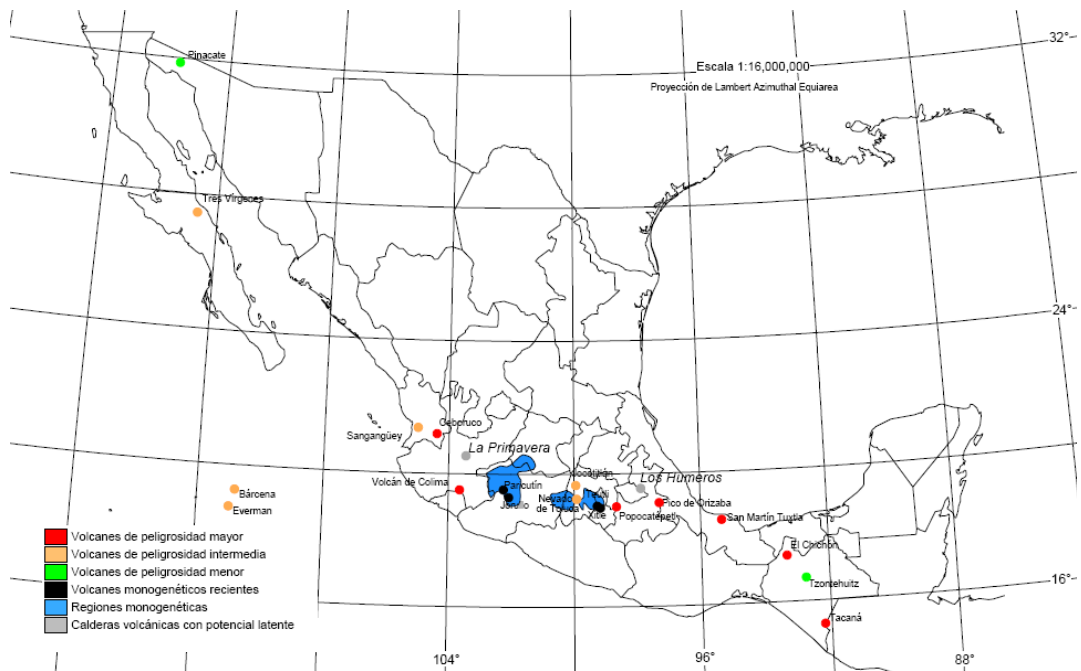 Pinacate
32°
Escala 1:16,000,000
Proyección de Lambert Azimuthal Equiarea
Tres Vírgenes
24°
Ceboruco
Sangangüey
La Primavera
Los Humeros
Volcán de Colima
Paricutín
Jorullo
Nevado
de Toluca
Xitle
Popocatépetl
Pico de Orizaba
San Martín Tuxtla
Bárcena
Everman
El Chichón
Tzontehuitz
16°
Tacaná
Volcanes de peligrosidad mayor
Volcanes de peligrosidad intermedia
Volcanes de peligrosidad menor
Volcanes monogenéticos recientes
Regiones monogenéticas
Calderas volcánicas con potencial latente
104°
96°
88°